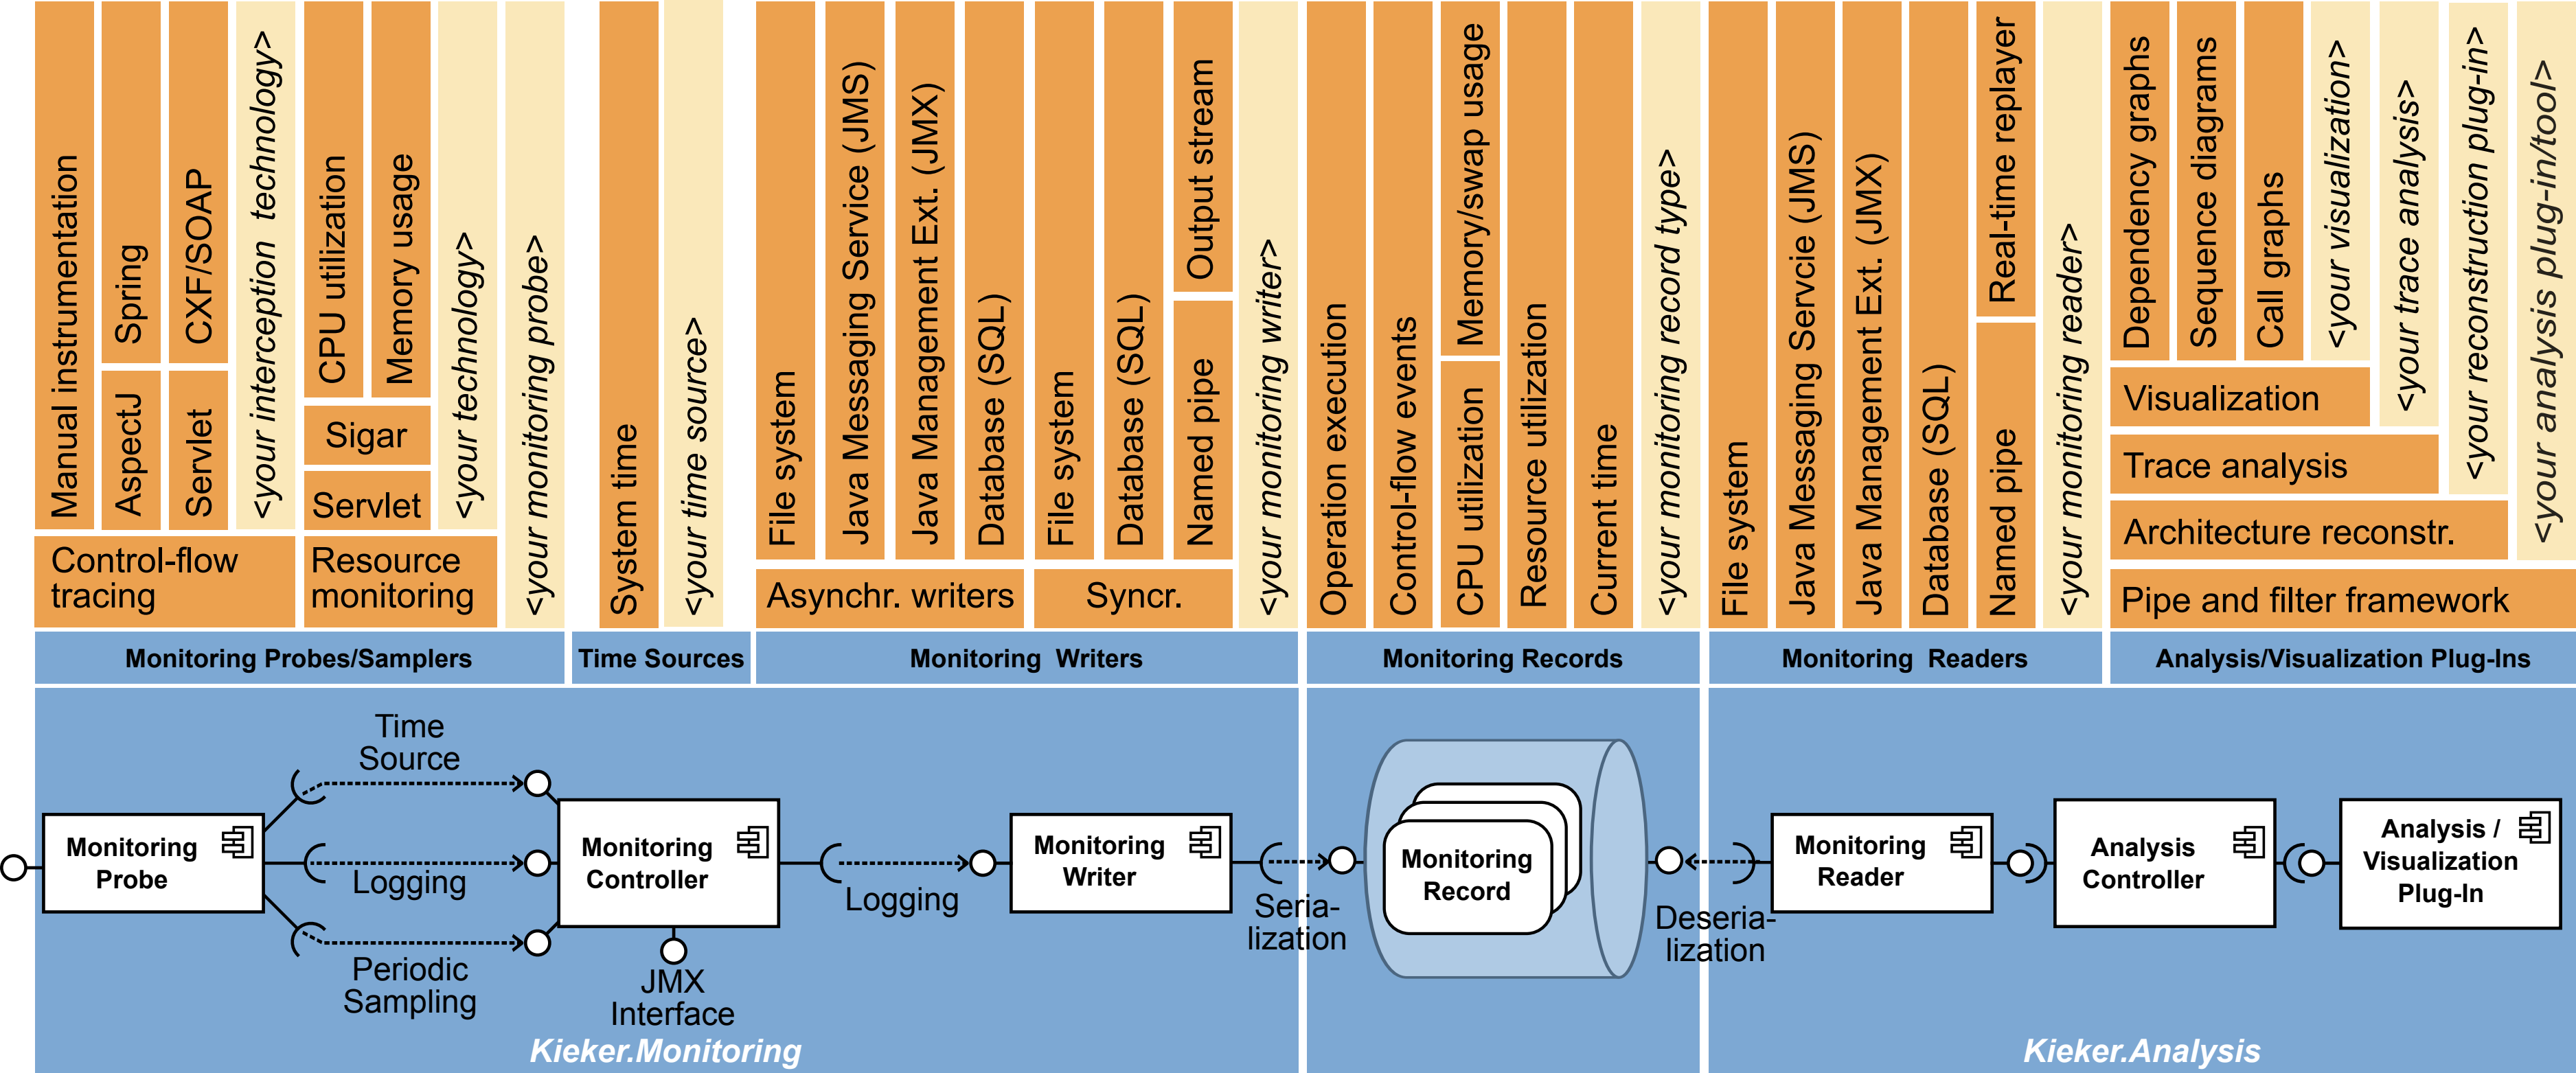 Manual instrumentation
Spring
AspectJ
CXF/SOAP
Servlet
<your interception technology>
Control-flow
tracing
CPU utilization
Memory usage
Sigar
Servlet
<your technology>
Resource
monitoring
<your monitoring probe>
System time
<your time source>
File system
Java Messaging Service (JMS)
Java Management Ext. (JMX)
Database (SQL)
Asynchr. writers
File system
Database (SQL)
Output stream
Named pipe
Syncr.
<your monitoring writer>
Operation execution
Control-flow events
Memory/swap usage
CPU utilization
Resource utilization
Current time
<your monitoring record type>
File system
Java Messaging Servcie (JMS)
Java Management Ext. (JMX)
Database (SQL)
Real-time replayer
Named pipe
<your monitoring reader>
Dependency graphs
Sequence diagrams
Call graphs
<your visualization>
Visualization
<your trace analysis>
Trace analysis
<your reconstruction plug-in>
Architecture reconstr.
<your analysis plug-in/tool>
Pipe and filter framework
Monitoring Probes/Samplers
Time Sources
Monitoring Writers
Monitoring Records
Monitoring Readers
Analysis/Visualization Plug-Ins
Monitoring
Probe
Time
Source
Logging
Periodic
Sampling
Monitoring
Controller
JMX
Interface
Logging
Monitoring
Writer
Seria-
lization
Monitoring
Record
Deseria-
lization
Monitoring
Reader
Analysis
Controller
Analysis /
Visualization
Plug-In
Kieker.Monitoring
Kieker.Analysis